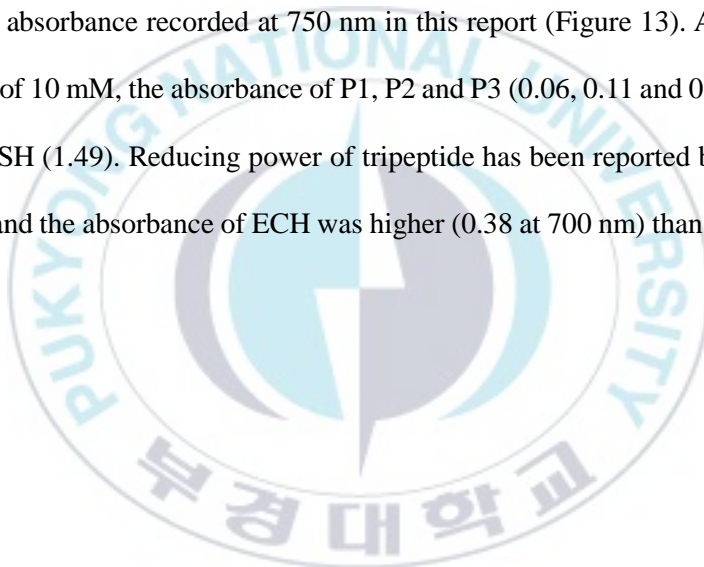 absorbance recorded at 750 nm in this report (Figure 13). A
of 10 mM, the absorbance of P1, P2 and P3 (0.06, 0.11 and 0
SH (1.49). Reducing power of tripeptide has been reported b
and the absorbance of ECH was higher (0.38 at 700 nm) than
PUKYONG NATIONAL UNIVERSITY
부경대학교